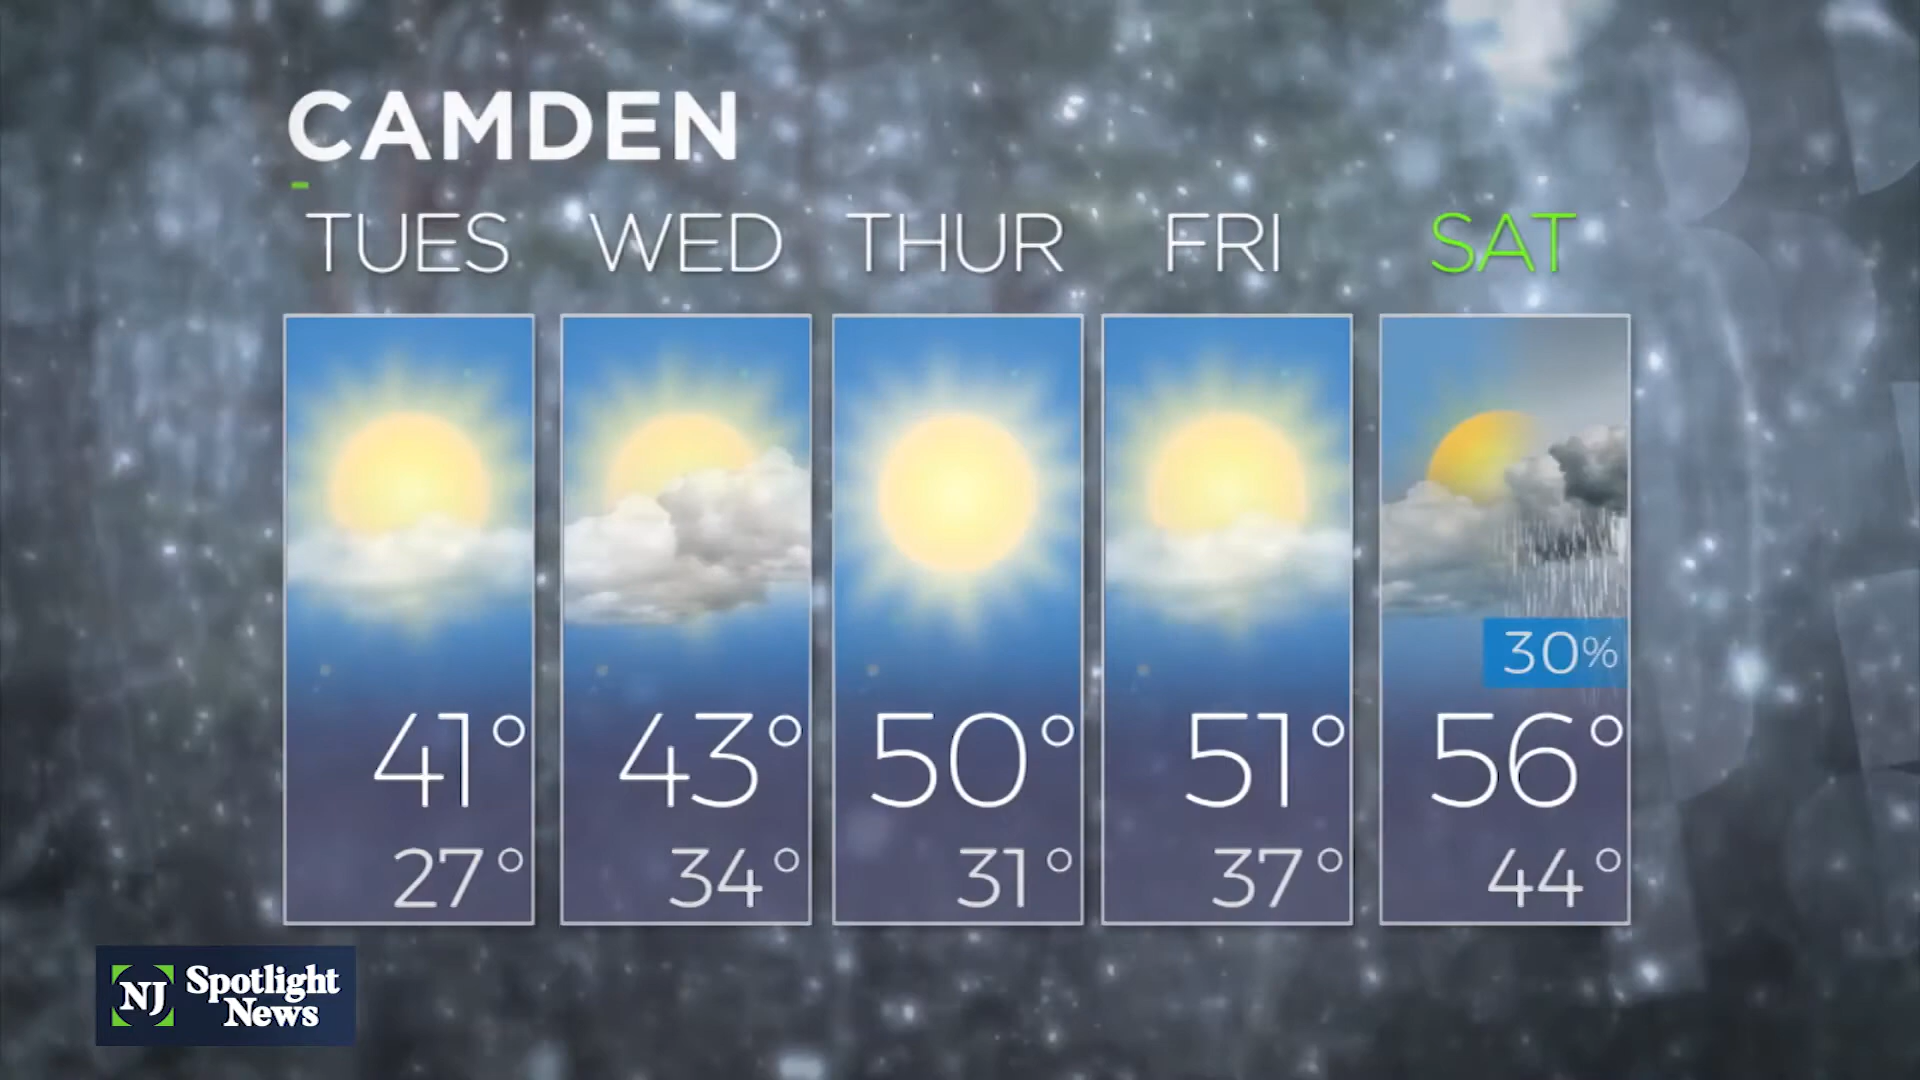 CAMDEN
TUES WED THUR FRI SAT
30%
41° 43° 50° 51° 56°
27° 34° 31° 37° 44°
NJ Spotlight
News